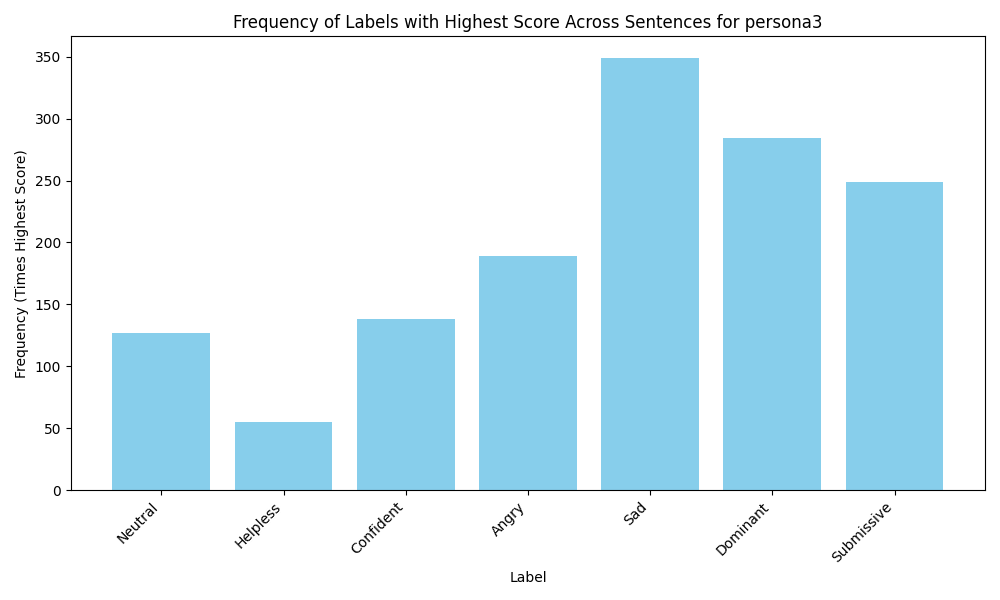 Frequency of Labels with Highest Score Across Sentences for persona3
Frequency (Times Highest Score)
350
300
250
200
150
100
50
0
Neutral
Helpless
Confident
Angry
Sad
Dominant
Submissive
Label